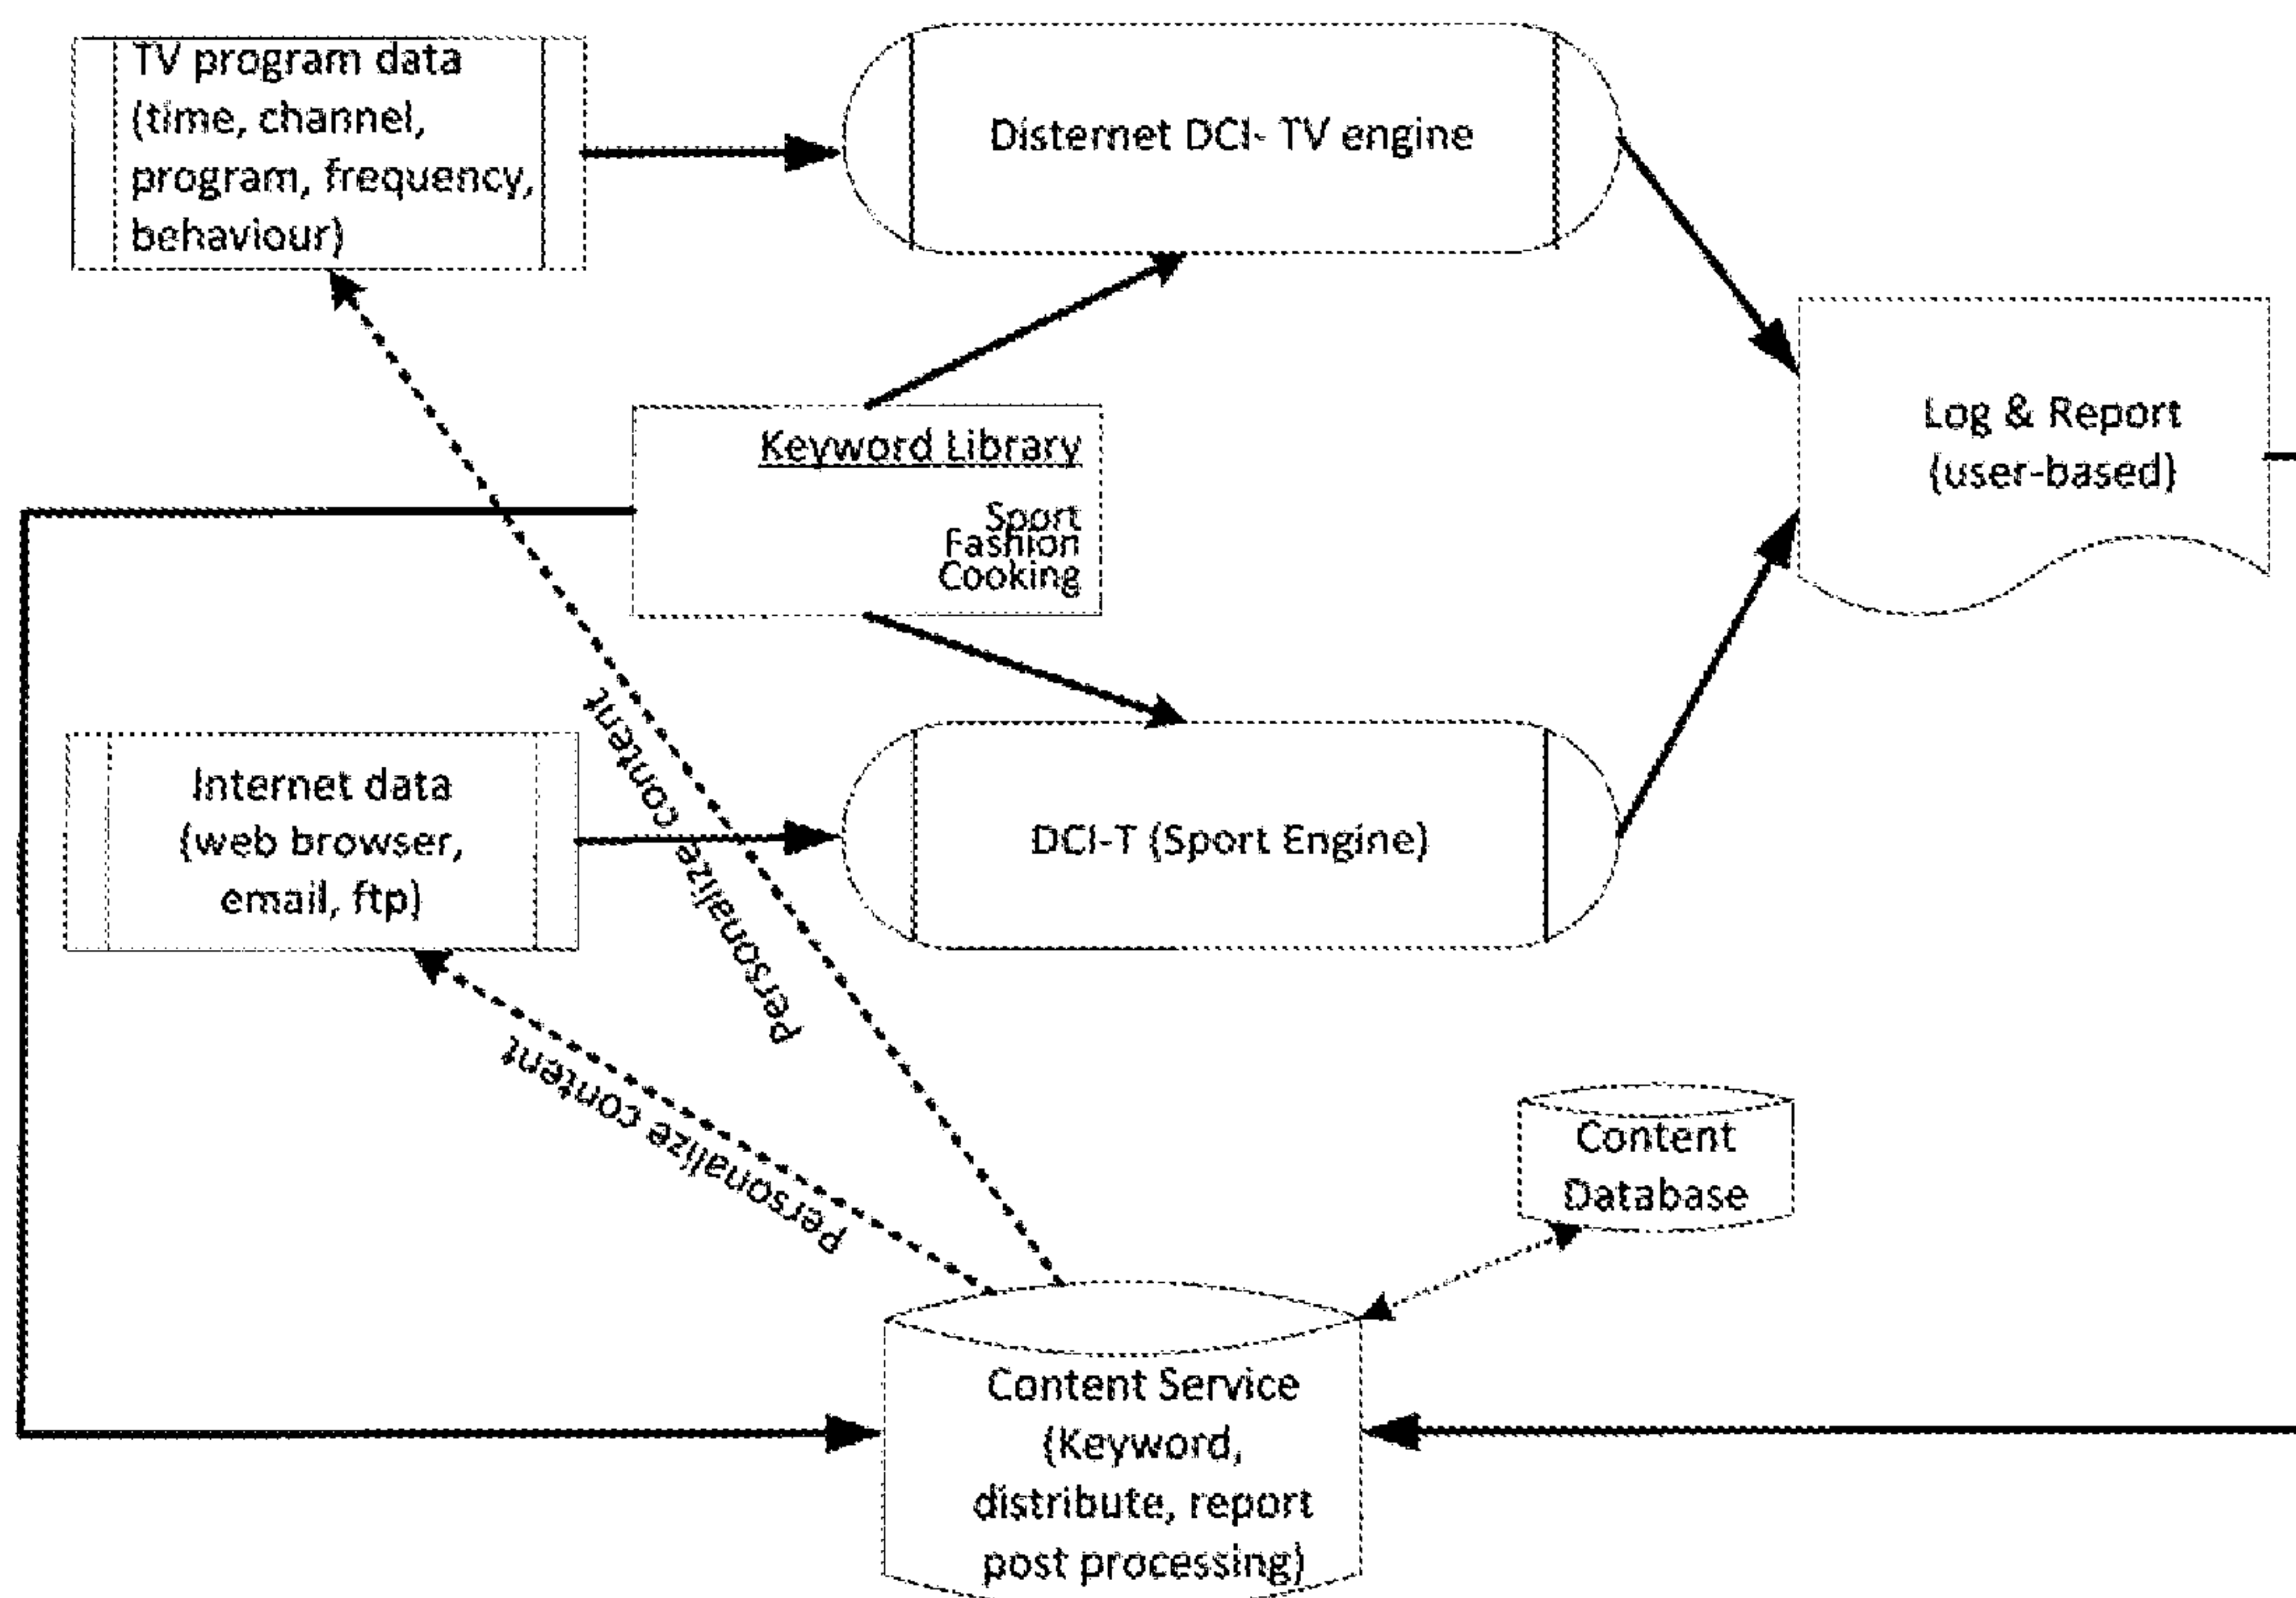 TV program data
(time, channel,
program, frequency,
behaviour)
Disternet DCI- TV engine
Keyword Library
Sport
Fashion
Cooking
Log & Report
(user-based)
Internet data
(web browser,
email, ftp)
DCI-T (Sport Engine)
Personalize content
Personalize content
Content
Database
Content Service
(Keyword,
distribute, report
post processing)